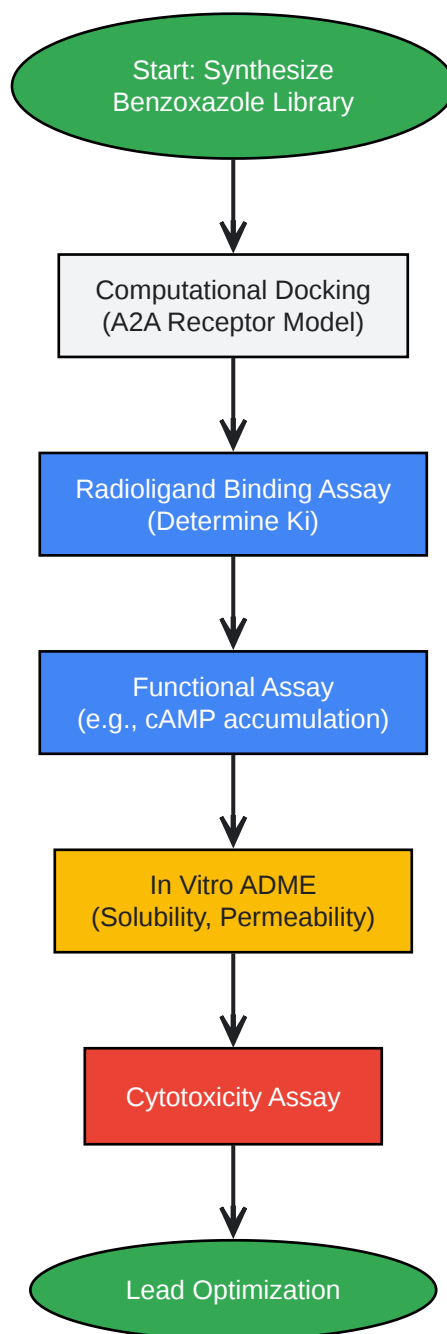 Start: Synthesize
Benzoxazole Library
Computational Docking
(A2A Receptor Model)
Radioligand Binding Assay
(Determine Ki)
Functional Assay
(e.g., cAMP accumulation)
In Vitro ADME
(Solubility, Permeability)
Cytotoxicity Assay
Lead Optimization